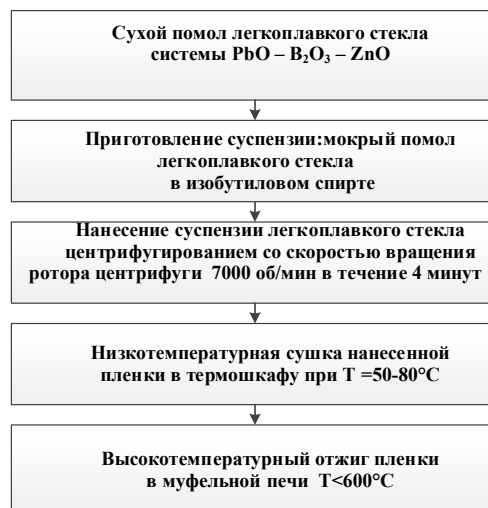 Сухой помол легкоплавкого стекла
системы PbO – B₂O₃ – ZnO
Приготовление суспензии:мокрый помол
легкоплавкого стекла
в изобутиловом спирте
Нанесение суспензии легкоплавкого стекла
центрифугированием со скоростью вращения
ротора центрифуги 7000 об/мин в течение 4 минут
Низкотемпературная сушка нанесенной
пленки в термошкафу при T =50-80°C
Высокотемпературный отжиг пленки
в муфельной печи T<600°C